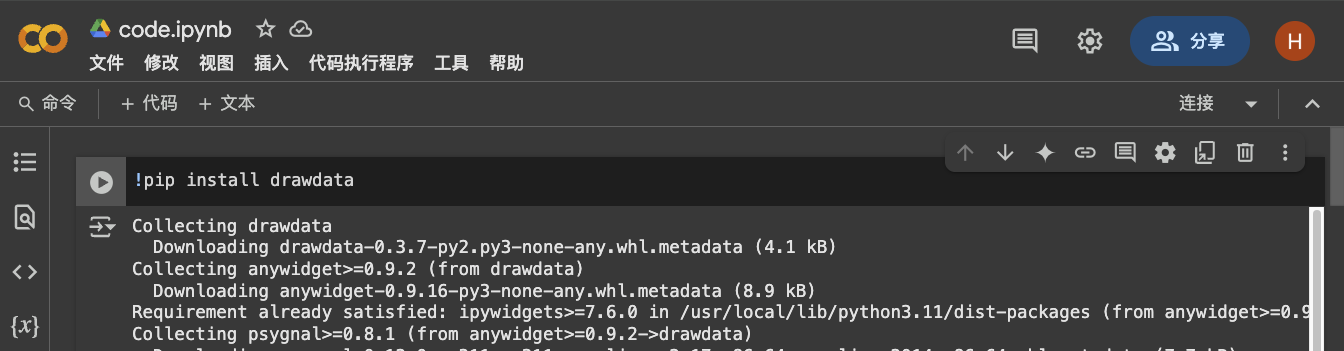 code.ipynb
文件 修改 视图 插入 代码执行程序 工具 帮助
分享
H
命令 + 代码 + 文本
连接
!pip install drawdata
Collecting drawdata
Downloading drawdata-0.3.7-py2.py3-none-any.whl.metadata (4.1 kB)
Collecting anywidget>=0.9.2 (from drawdata)
Downloading anywidget-0.9.16-py3-none-any.whl.metadata (8.9 kB)
Requirement already satisfied: ipywidgets>=7.6.0 in /usr/local/lib/python3.11/dist-packages (from anywidget>=0.9
Collecting psygnal>=0.8.1 (from anywidget>=0.9.2->drawdata)